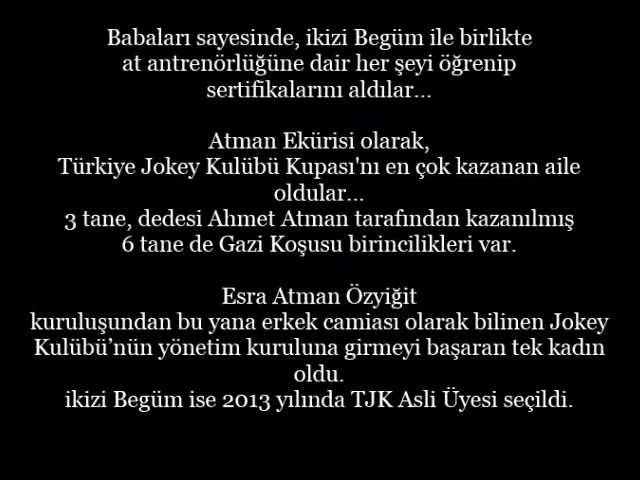 Babaları sayesinde, ikizi Begüm ile birlikte
at antrenörlüğüne dair her şeyi öğrenip
sertifikalarını aldılar...
Atman Ekürisi olarak,
Türkiye Jokey Kulübü Kupası'nı en çok kazanan aile
oldular...
3 tane, dedesi Ahmet Atman tarafından kazanılmış
6 tane de Gazi Koşusu birincilikleri var.
Esra Atman Özyiğit
kuruluşundan bu yana erkek camiası olarak bilinen Jokey
Kulübü’nün yönetim kuruluna girmeyi başaran tek kadın
oldu.
ikizi Begüm ise 2013 yılında TJK Asli Üyesi seçildi.